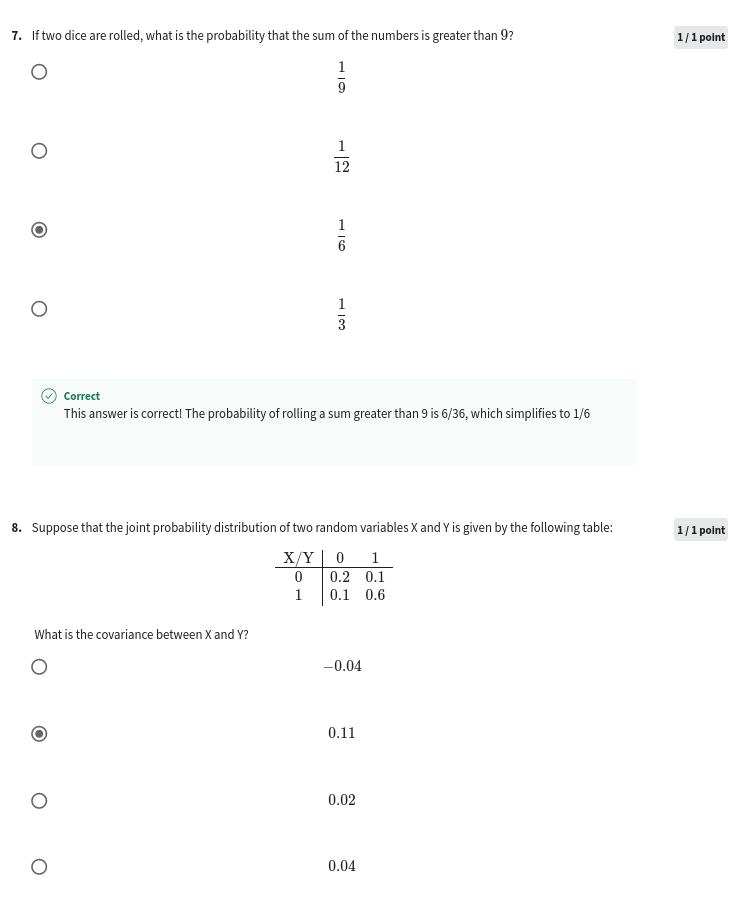 7. If two dice are rolled, what is the probability that the sum of the numbers is greater than 9?
1 / 1 point
1/9
1/12
1/6
1/3
Correct
This answer is correct! The probability of rolling a sum greater than 9 is 6/36, which simplifies to 1/6
8. Suppose that the joint probability distribution of two random variables X and Y is given by the following table:
1 / 1 point
X/Y 0 1
0 0.2 0.1
1 0.1 0.6
What is the covariance between X and Y?
−0.04
0.11
0.02
0.04